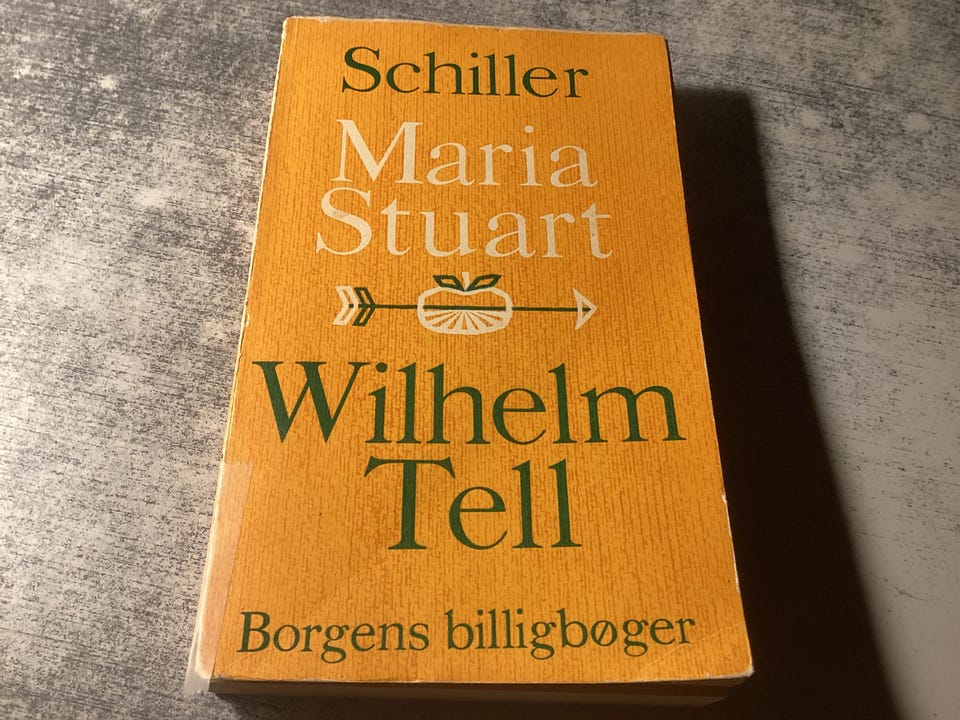 Schiller
Maria
Stuart
Wilhelm
Tell
Borgens billigbøger